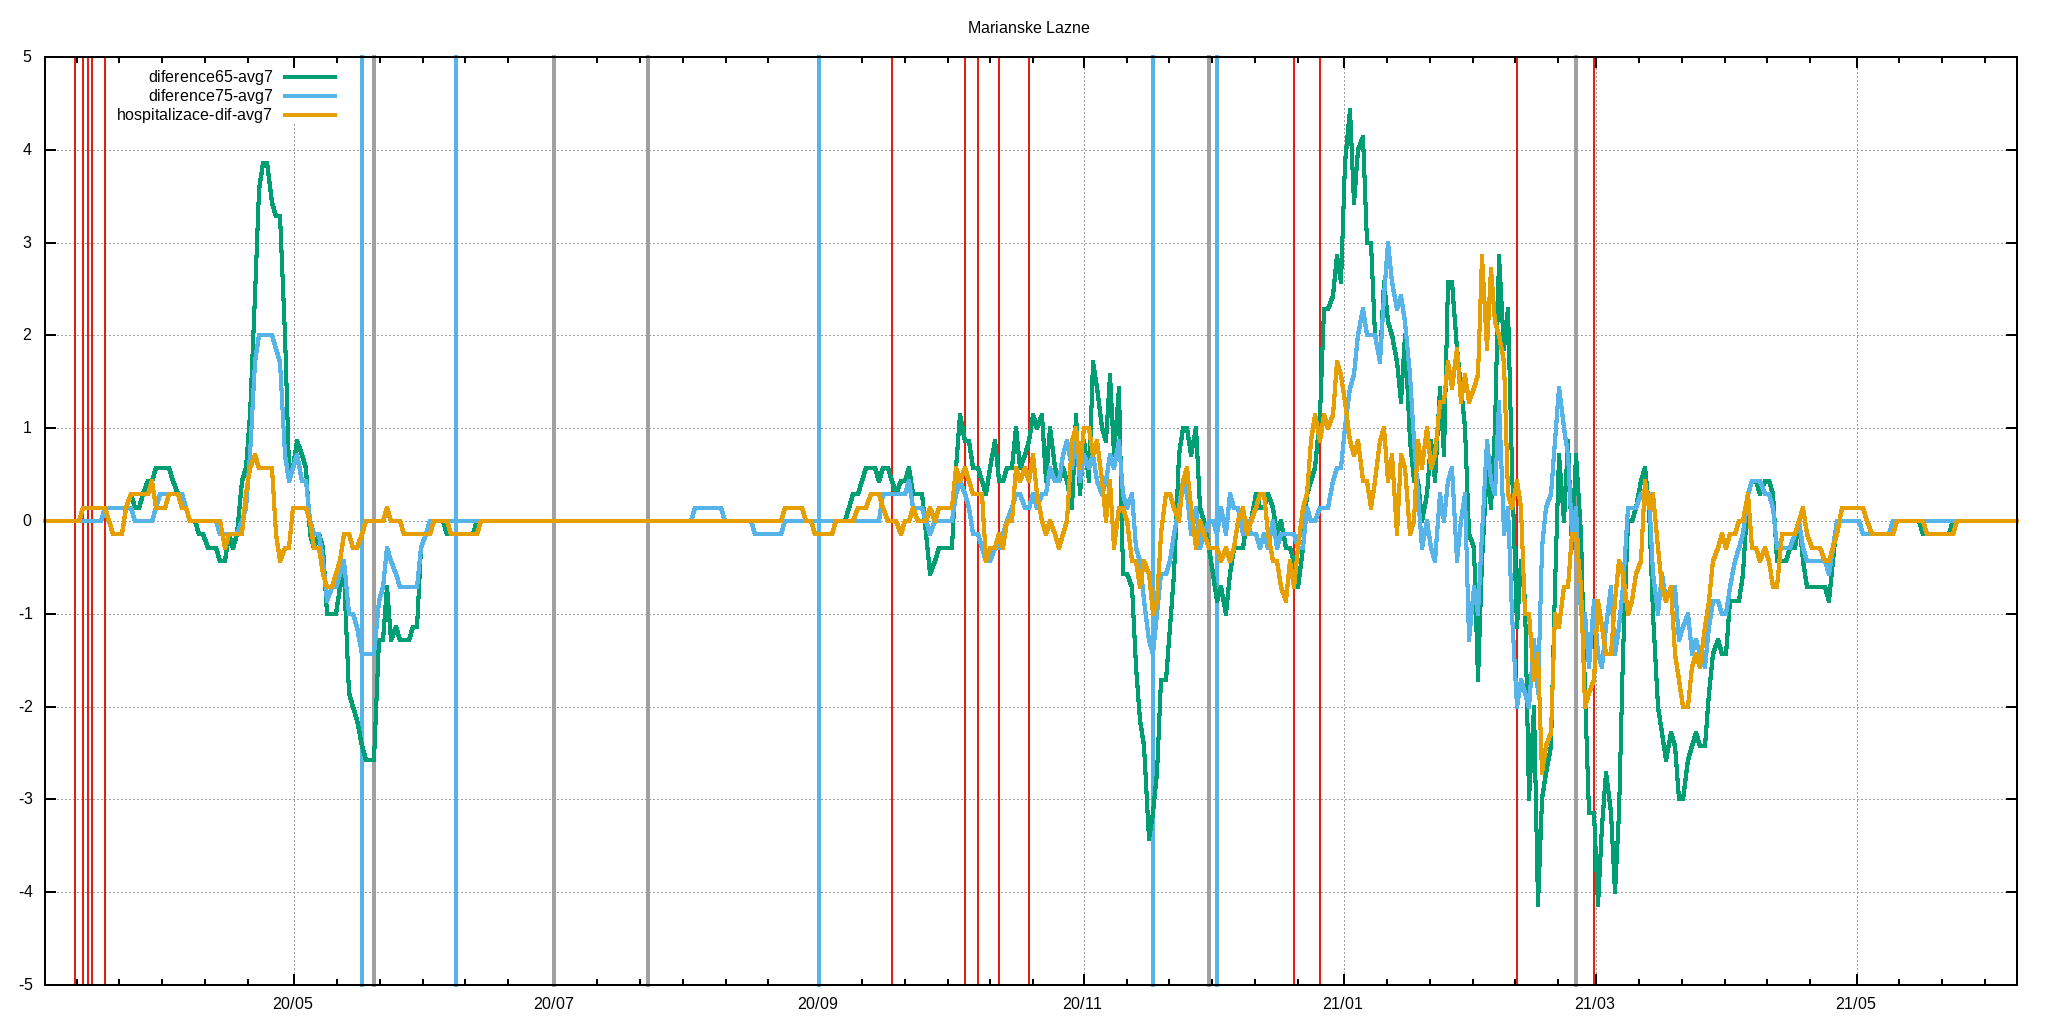 Marianske Lazne
diference65-avg7
diference75-avg7
hospitalizace-dif-avg7
5
4
3
2
1
0
-1
-2
-3
-4
-5
20/05 20/07 20/09 20/11 21/01 21/03 21/05